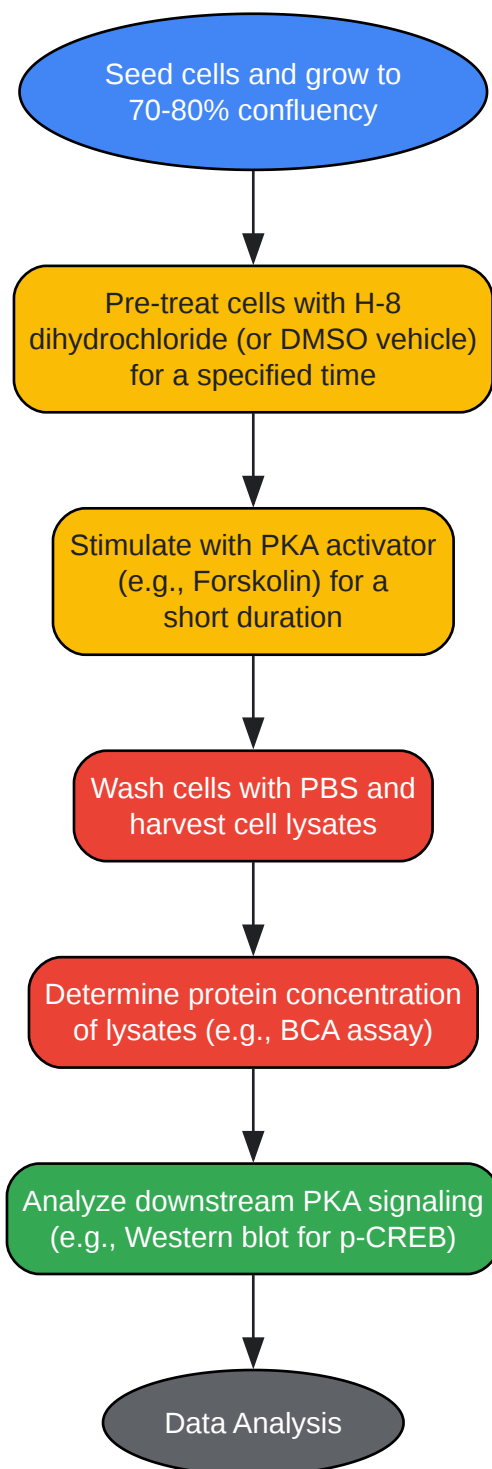 Seed cells and grow to
70-80% confluency
Pre-treat cells with H-8
dihydrochloride (or DMSO vehicle)
for a specified time
Stimulate with PKA activator
(e.g., Forskolin) for a
short duration
Wash cells with PBS and
harvest cell lysates
Determine protein concentration
of lysates (e.g., BCA assay)
Analyze downstream PKA signaling
(e.g., Western blot for p-CREB)
Data Analysis